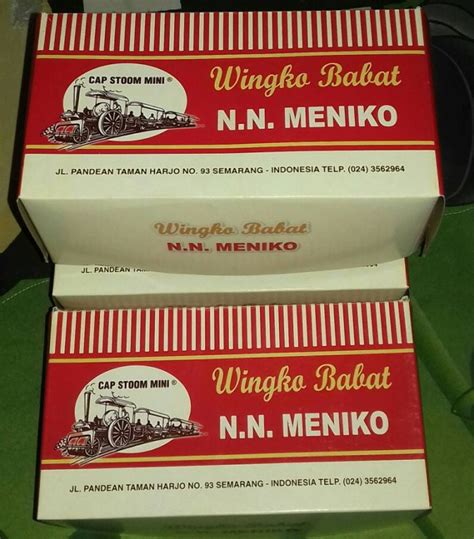 CAP STOOM MINI ®
Wingko Babat
N.N. MENIKO
JL. PANDEAN TAMAN HARJO NO. 93 SEMARANG - INDONESIA TELP. (024) 3562964
Wingko Babat
N.N. MENIKO
JL. PANDEAN TAMAN
CAP STOOM MINI ®
Wingko Babat
N.N. MENIKO
JL. PANDEAN TAMAN HARJO NO. 93 SEMARANG - INDONESIA TELP. (024) 3562964
Wingko Babat